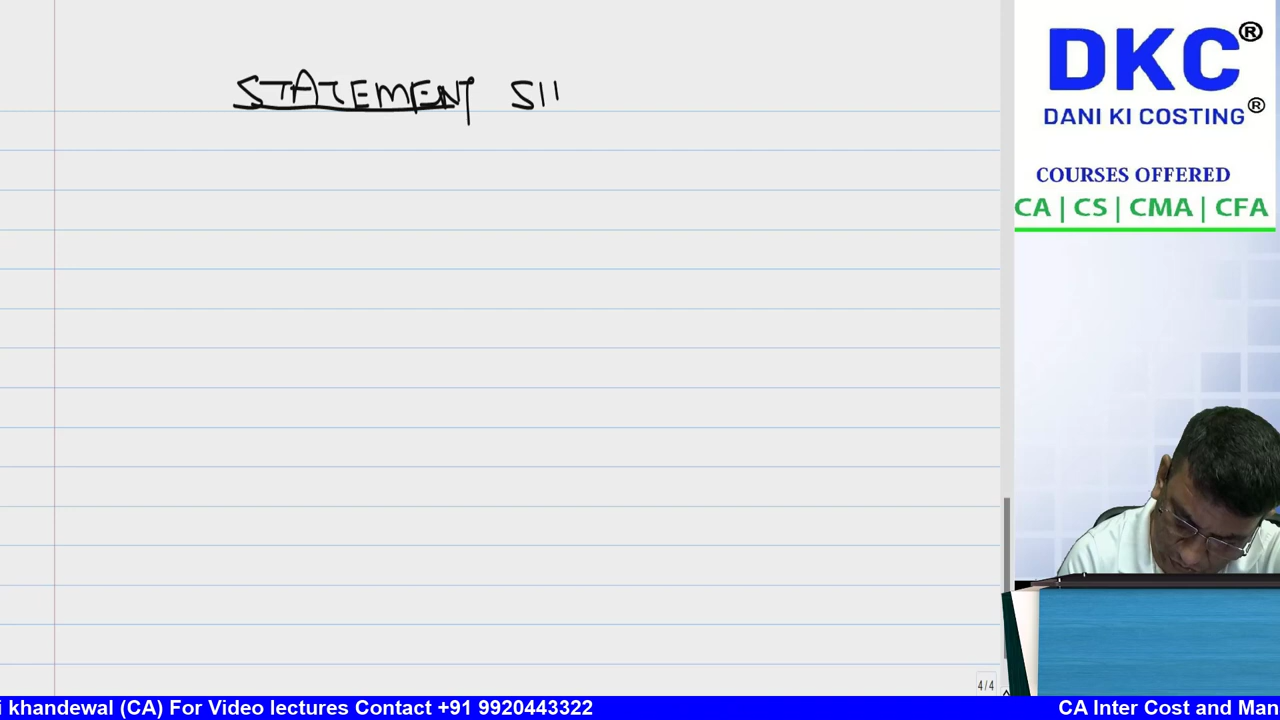 STATEMENT
DKC®
DANI KI COSTING®
COURSES OFFERED
CA | CS | CMA | CFA
4/4
i khandewal (CA) For Video lectures Contact +91 9920443322
CA Inter Cost and Man